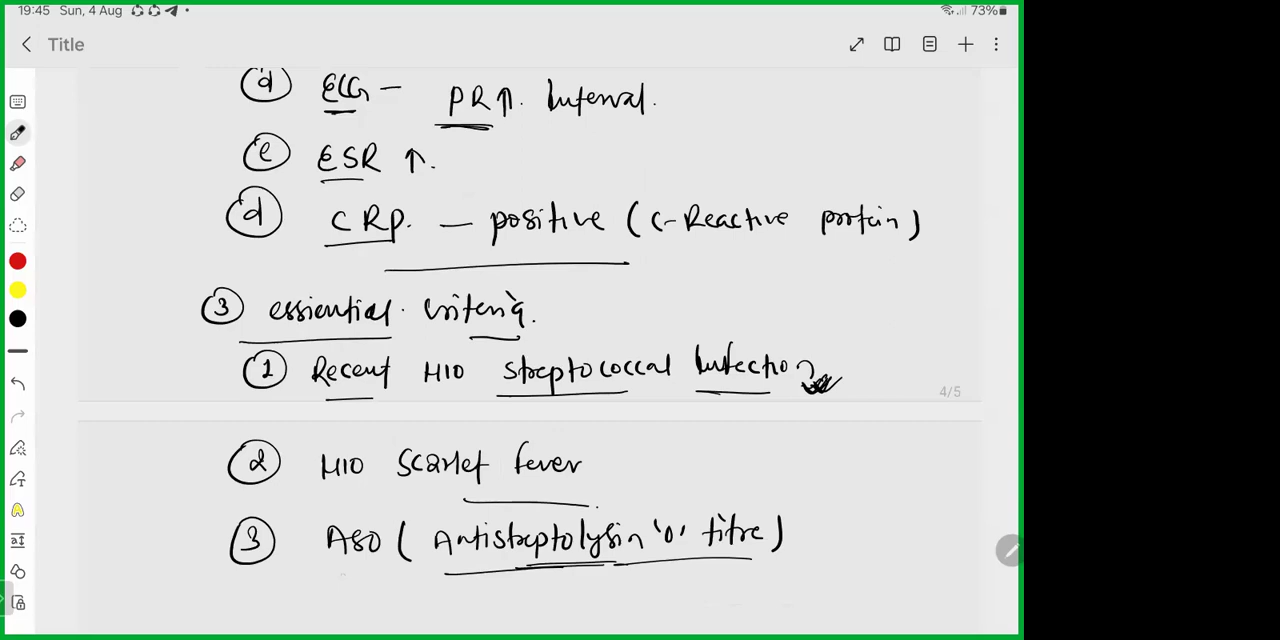 19:45 Sun, 4 Aug
73%
Title
(d) ECG — PR↑. Interval.
(e) ESR ↑.
(d) CRP. — positive (C-Reactive protein)
(3) essiential criteria.
(1) Recent H/O streptococcal Infection
4/5
(2) H/O Scarlet fever
(3) ASO (Antistreptolysin 'O' titre)